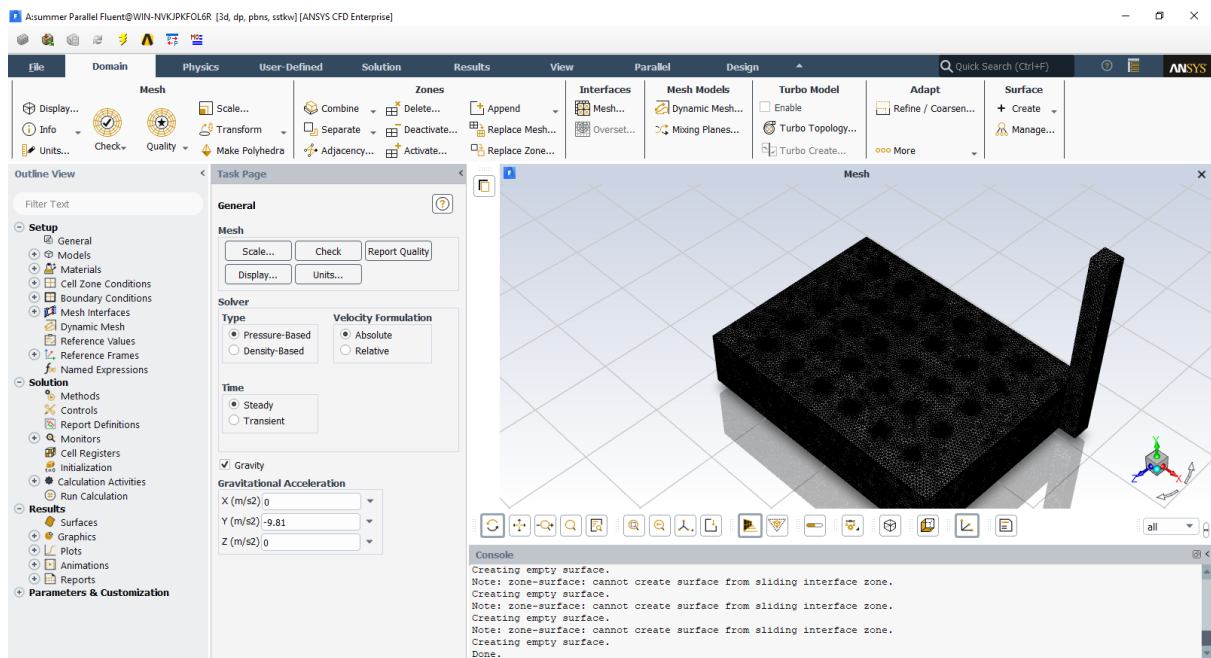 A:summer Parallel Fluent@WIN-NVKJPKFOL6R [3d, dp, pbns, sstkw] [ANSYS CFD Enterprise]
File Domain Physics User-Defined Solution Results View Parallel Design Quick Search (Ctrl+F) ANSYS
Mesh Zones Interfaces Mesh Models Turbo Model Adapt Surface
Display... Scale... Combine Delete... Append Mesh... Dynamic Mesh... Enable Refine / Coarsen... + Create
Info Transform Separate Deactivate... Replace Mesh... Overset... Mixing Planes... Turbo Topology... Manage...
Units... Check Quality Make Polyhedra Adjacency... Activate... Replace Zone... Turbo Create... More
Outline View
Filter Text
Setup
General
Models
Materials
Cell Zone Conditions
Boundary Conditions
Mesh Interfaces
Dynamic Mesh
Reference Values
Reference Frames
Named Expressions
Solution
Methods
Controls
Report Definitions
Monitors
Cell Registers
Initialization
Calculation Activities
Run Calculation
Results
Surfaces
Graphics
Plots
Animations
Reports
Parameters & Customization
Task Page
General
Mesh
Scale... Check Report Quality
Display... Units...
Solver
Type Velocity Formulation
Pressure-Based Absolute
Density-Based Relative
Time
Steady
Transient
Gravity
Gravitational Acceleration
X (m/s2) 0
Y (m/s2) -9.81
Z (m/s2) 0
Mesh
Y
Z X
all
Console
Creating empty surface.
Note: zone-surface: cannot create surface from sliding interface zone.
Creating empty surface.
Note: zone-surface: cannot create surface from sliding interface zone.
Creating empty surface.
Note: zone-surface: cannot create surface from sliding interface zone.
Creating empty surface.
Done.